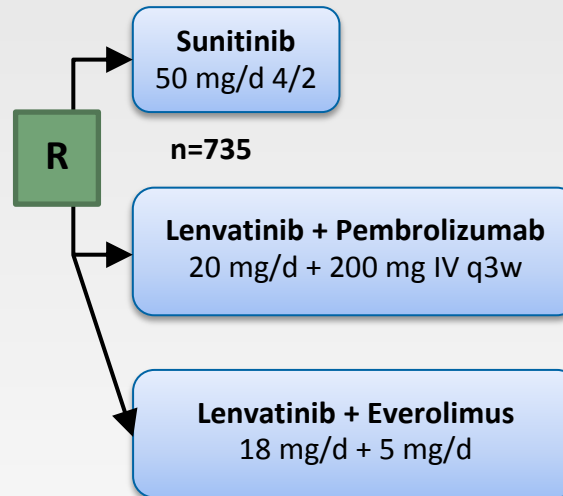 Sunitinib
50 mg/d 4/2
R
n=735
Lenvatinib + Pembrolizumab
20 mg/d + 200 mg IV q3w
Lenvatinib + Everolimus
18 mg/d + 5 mg/d